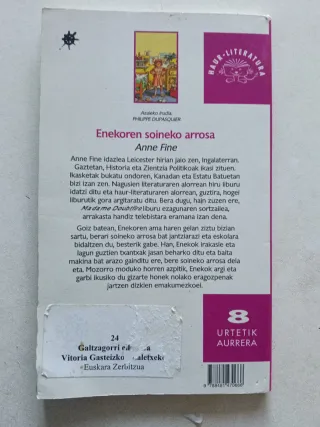 HAUR-LITERATURA
Azaleko irudia
PHILIPPE DUPASQUIER
Enekoren soineko arrosa
Anne Fine
Anne Fine idazlea Leicester hirian jaio zen, Ingalaterran.
Gaztetan, Historia eta Zientzia Politikoak ikasi zituen.
Ikasketak bukatu ondoren, Kanadan eta Estatu Batuetan
bizi izan zen. Nagusien literaturaren alorrean hiru liburu
idatzi ditu eta haur-literaturaren alorrean, guztira, hogei
liburutik gora argitaratu ditu. Bera dugu, hain zuzen ere,
Madame Doubtfire liburu ezagunaren sortzailea,
arrakasta handiz telebistara eramana izan dena.
Goiz batean, Enekoren ama haren gelan ziztu bizian
sartu, berari soineko arrosa bat jantziarazi eta eskolara
bidaltzen du, besterik gabe. Han, Enekok irakasle eta
lagun guztien txantxak jasan beharko ditu eta baita
makina bat arazo gainditu ere, bere soineko arrosa dela
eta. Mozorro moduko horren azpitik, Enekok argi eta
garbi ikusiko du gizarte honek nolako eragozpenak
jartzen dizkien emakumezkoei.
24
Galtzagorri
Vitoria Gasteizko
Euskara Zerbitzua
8
URTETIK
AURRERA